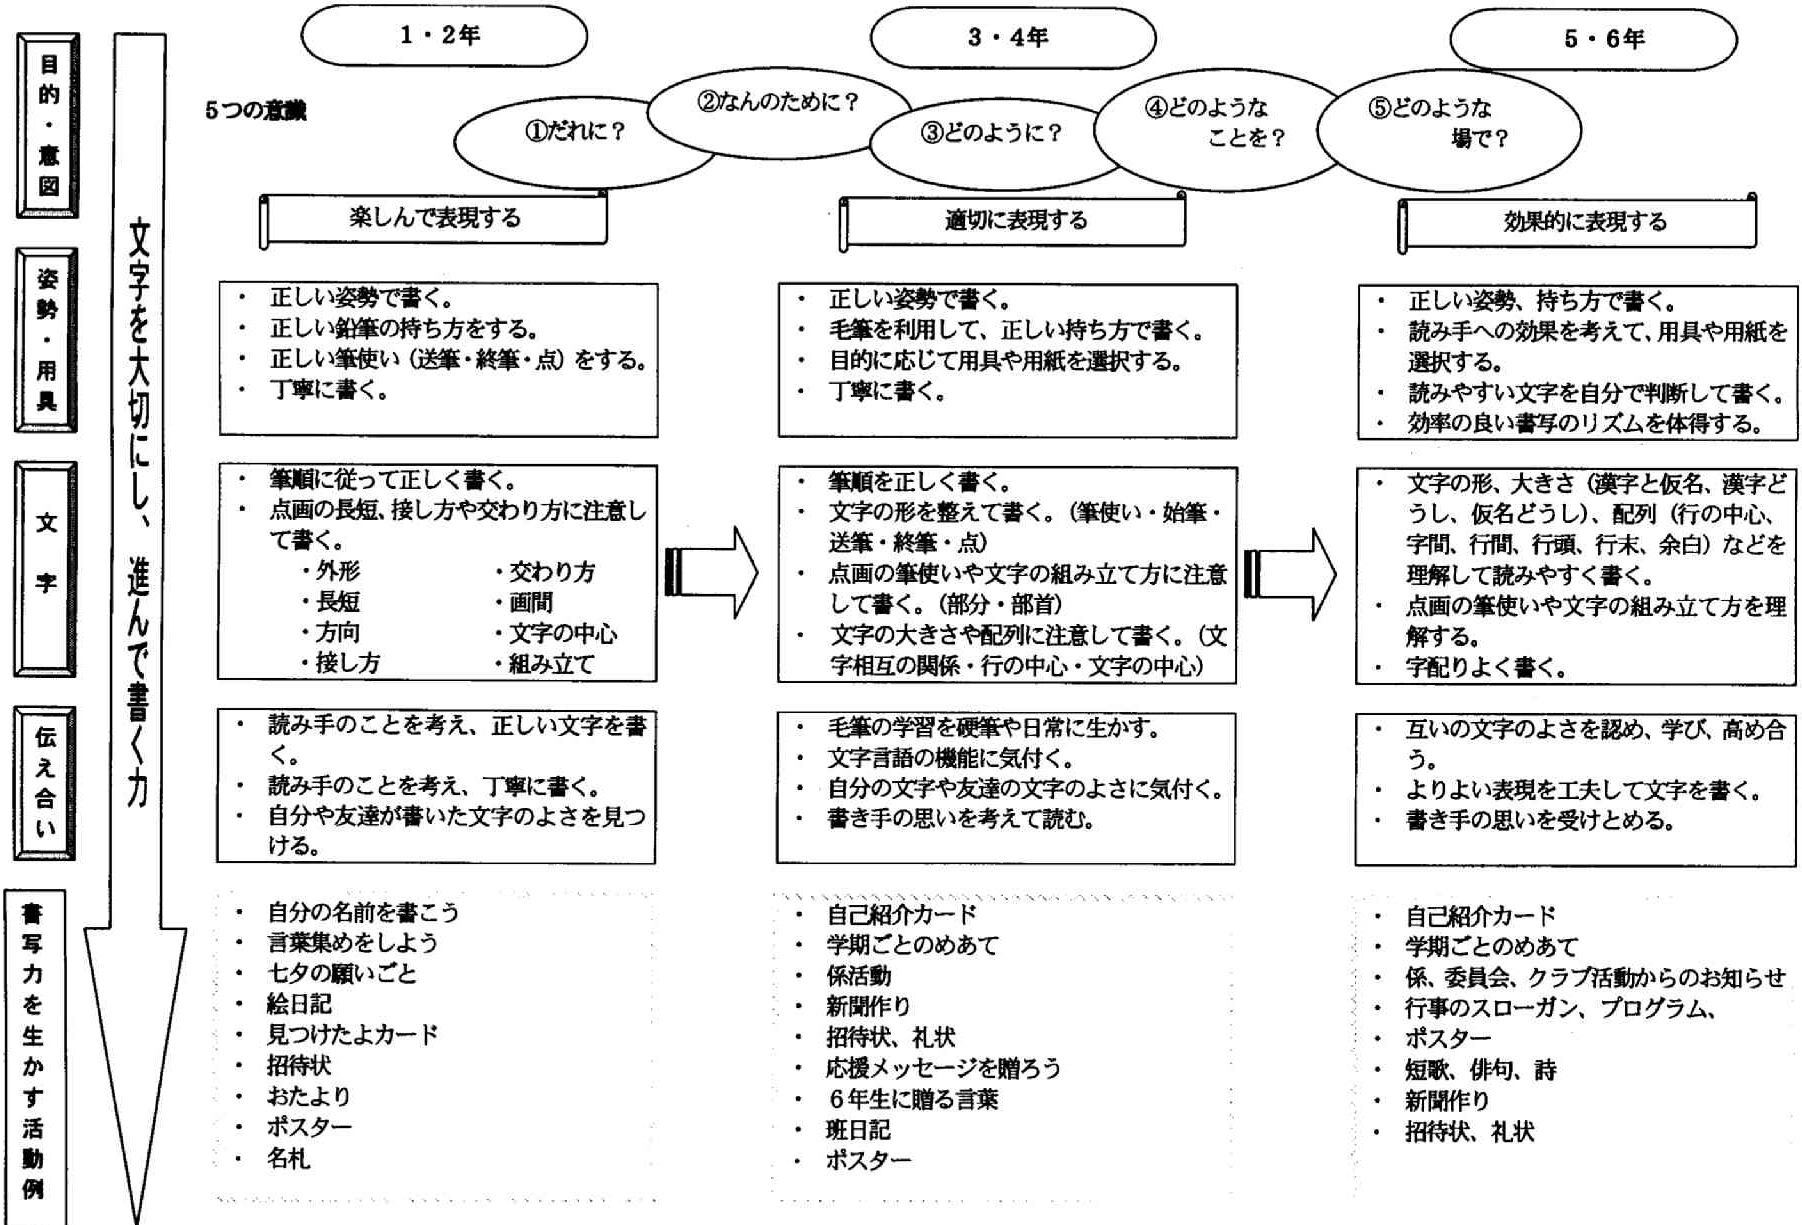 1・2年
3・4年
5・6年
目的・意図
5つの意識
①だれに？
②なんのために？
③どのように？
④どのような
ことを？
⑤どのような
場で？
楽しんで表現する
適切に表現する
効果的に表現する
文字を大切にし、進んで書く力
姿勢・用具
・ 正しい姿勢で書く。
・ 正しい鉛筆の持ち方をする。
・ 正しい筆使い（送筆・終筆・点）をする。
・ 丁寧に書く。
・ 正しい姿勢で書く。
・ 毛筆を利用して、正しい持ち方で書く。
・ 目的に応じて用具や用紙を選択する。
・ 丁寧に書く。
・ 正しい姿勢、持ち方で書く。
・ 読み手への効果を考えて、用具や用紙を
選択する。
・ 読みやすい文字を自分で判断して書く。
・ 効率の良い書写のリズムを体得する。
文字
・ 筆順に従って正しく書く。
・ 点画の長短、接し方や交わり方に注意し
て書く。
・外形 ・交わり方
・長短 ・画間
・方向 ・文字の中心
・接し方 ・組み立て
・ 筆順を正しく書く。
・ 文字の形を整えて書く。（筆使い・始筆・
送筆・終筆・点）
・ 点画の筆使いや文字の組み立て方に注意
して書く。（部分・部首）
・ 文字の大きさや配列に注意して書く。（文
字相互の関係・行の中心・文字の中心）
・ 文字の形、大きさ（漢字と仮名、漢字ど
うし、仮名どうし）、配列（行の中心、
字間、行間、行頭、行末、余白）などを
理解して読みやすく書く。
・ 点画の筆使いや文字の組み立て方を理
解する。
・ 字配りよく書く。
伝え合い
・ 読み手のことを考え、正しい文字を書
く。
・ 読み手のことを考え、丁寧に書く。
・ 自分や友達が書いた文字のよさを見つ
ける。
・ 毛筆の学習を硬筆や日常に生かす。
・ 文字言語の機能に気付く。
・ 自分の文字や友達の文字のよさに気付く。
・ 書き手の思いを考えて読む。
・ 互いの文字のよさを認め、学び、高め合
う。
・ よりよい表現を工夫して文字を書く。
・ 書き手の思いを受けとめる。
書写力を生かす活動例
・ 自分の名前を書こう
・ 言葉集めをしよう
・ 七夕の願いごと
・ 絵日記
・ 見つけたよカード
・ 招待状
・ おたより
・ ポスター
・ 名札
・ 自己紹介カード
・ 学期ごとのめあて
・ 係活動
・ 新聞作り
・ 招待状、礼状
・ 応援メッセージを贈ろう
・ 6年生に贈る言葉
・ 班日記
・ ポスター
・ 自己紹介カード
・ 学期ごとのめあて
・ 係、委員会、クラブ活動からのお知らせ
・ 行事のスローガン、プログラム、
・ ポスター
・ 短歌、俳句、詩
・ 新聞作り
・ 招待状、礼状